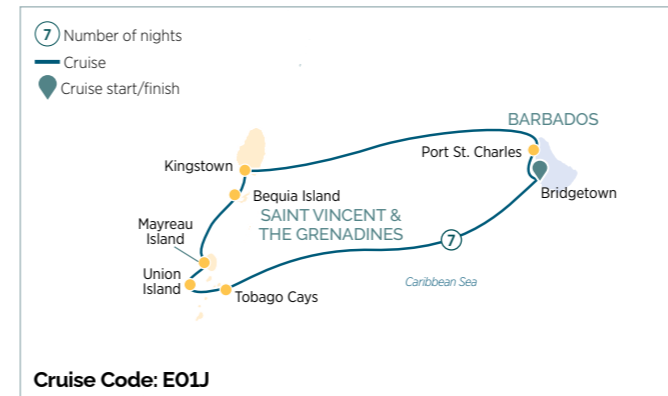 7 Number of nights
Cruise
Cruise start/finish
BARBADOS
Port St. Charles
Bridgetown
Kingstown
Bequia Island
SAINT VINCENT &
THE GRENADINES
Mayreau
Island
Union
Island
Tobago Cays
7
Caribbean Sea
Cruise Code: E01J